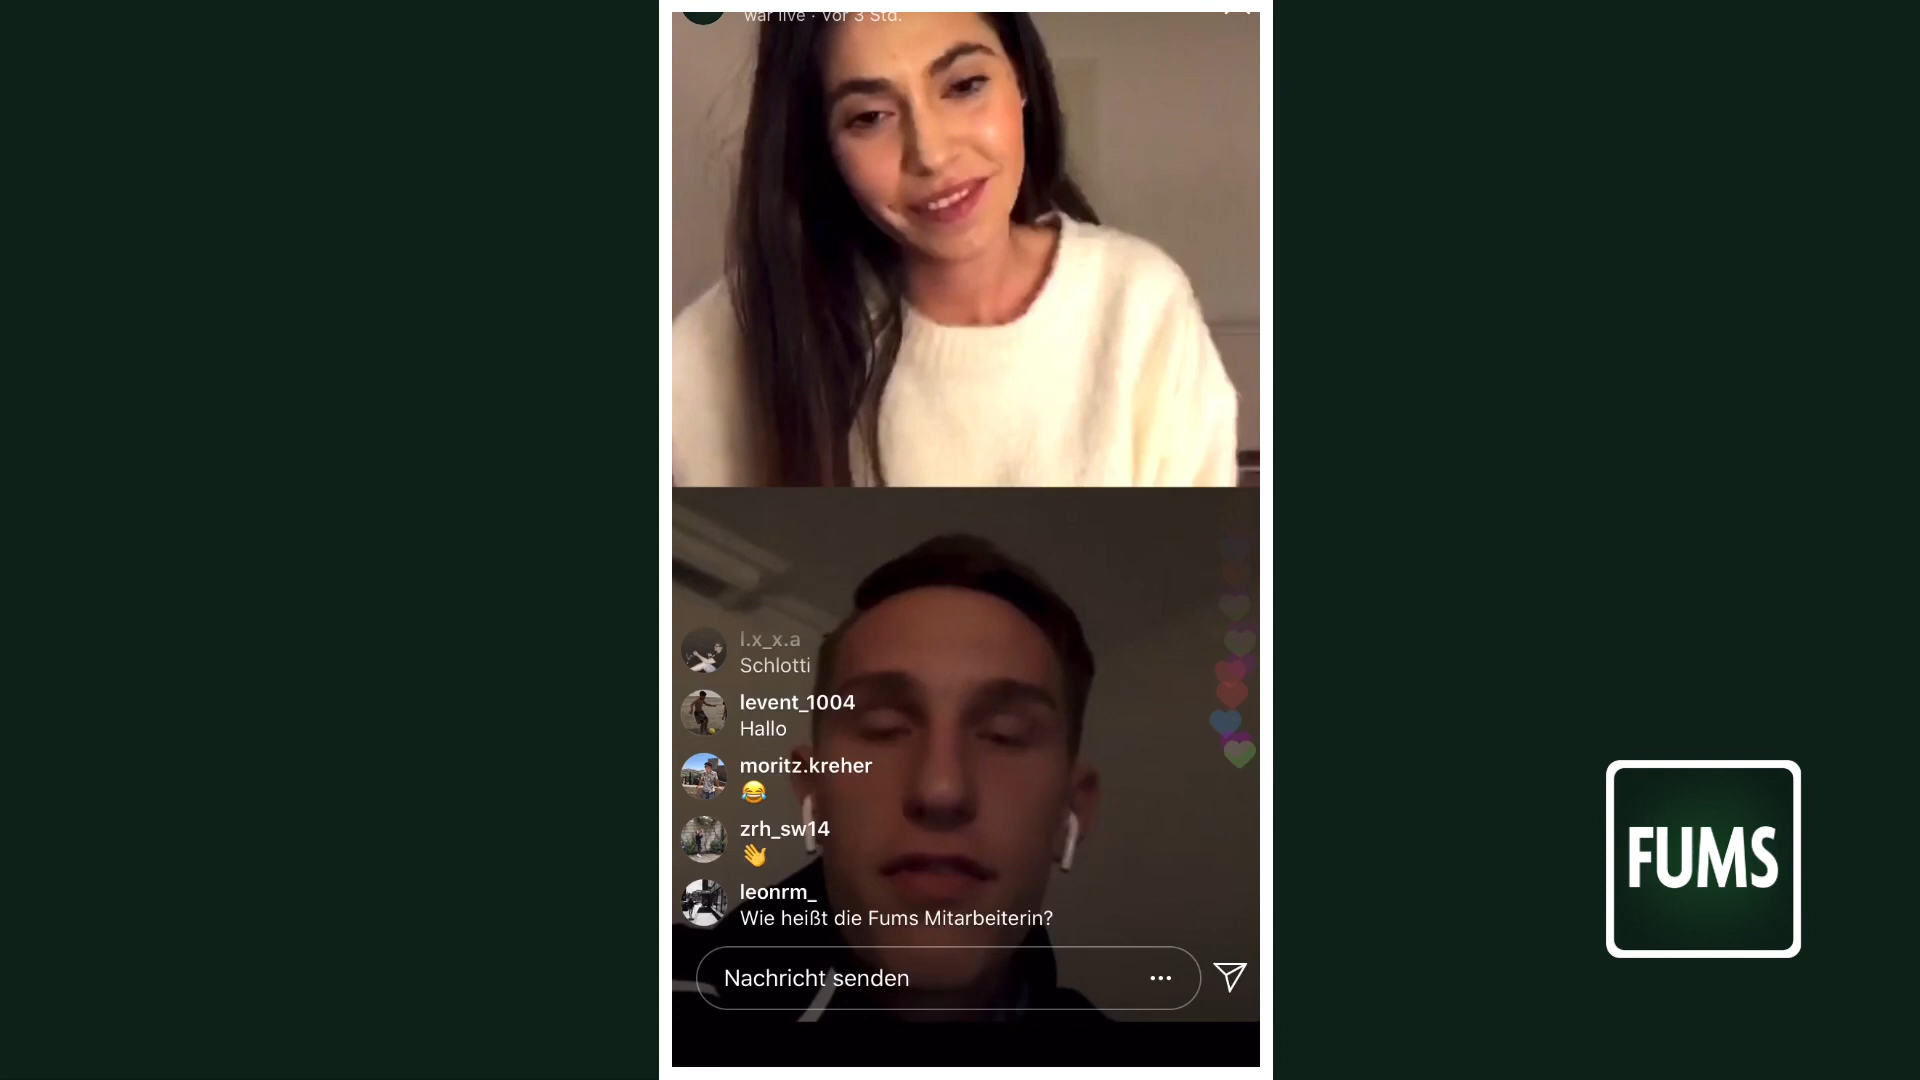 war live · Vor 3 Std.
l.x_x.a
Schlotti
levent_1004
Hallo
moritz.kreher
😂
zrh_sw14
👋
leonrm_
Wie heißt die Fums Mitarbeiterin?
Nachricht senden
FUMS